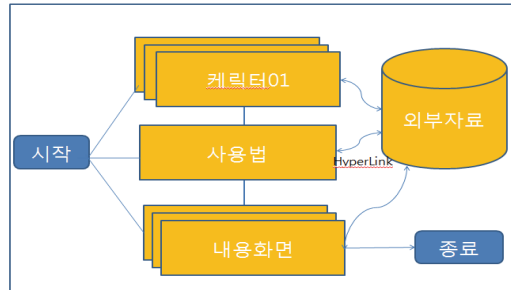 케릭터01
외부자료
시작
사용법
HyperLink
내용화면
종료